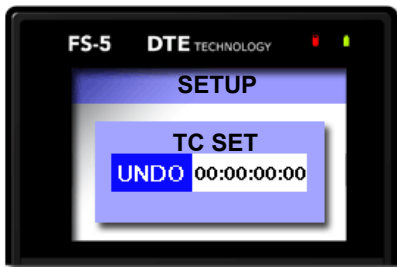 FS-5 DTE TECHNOLOGY
SETUP
TC SET
UNDO 00:00:00:00